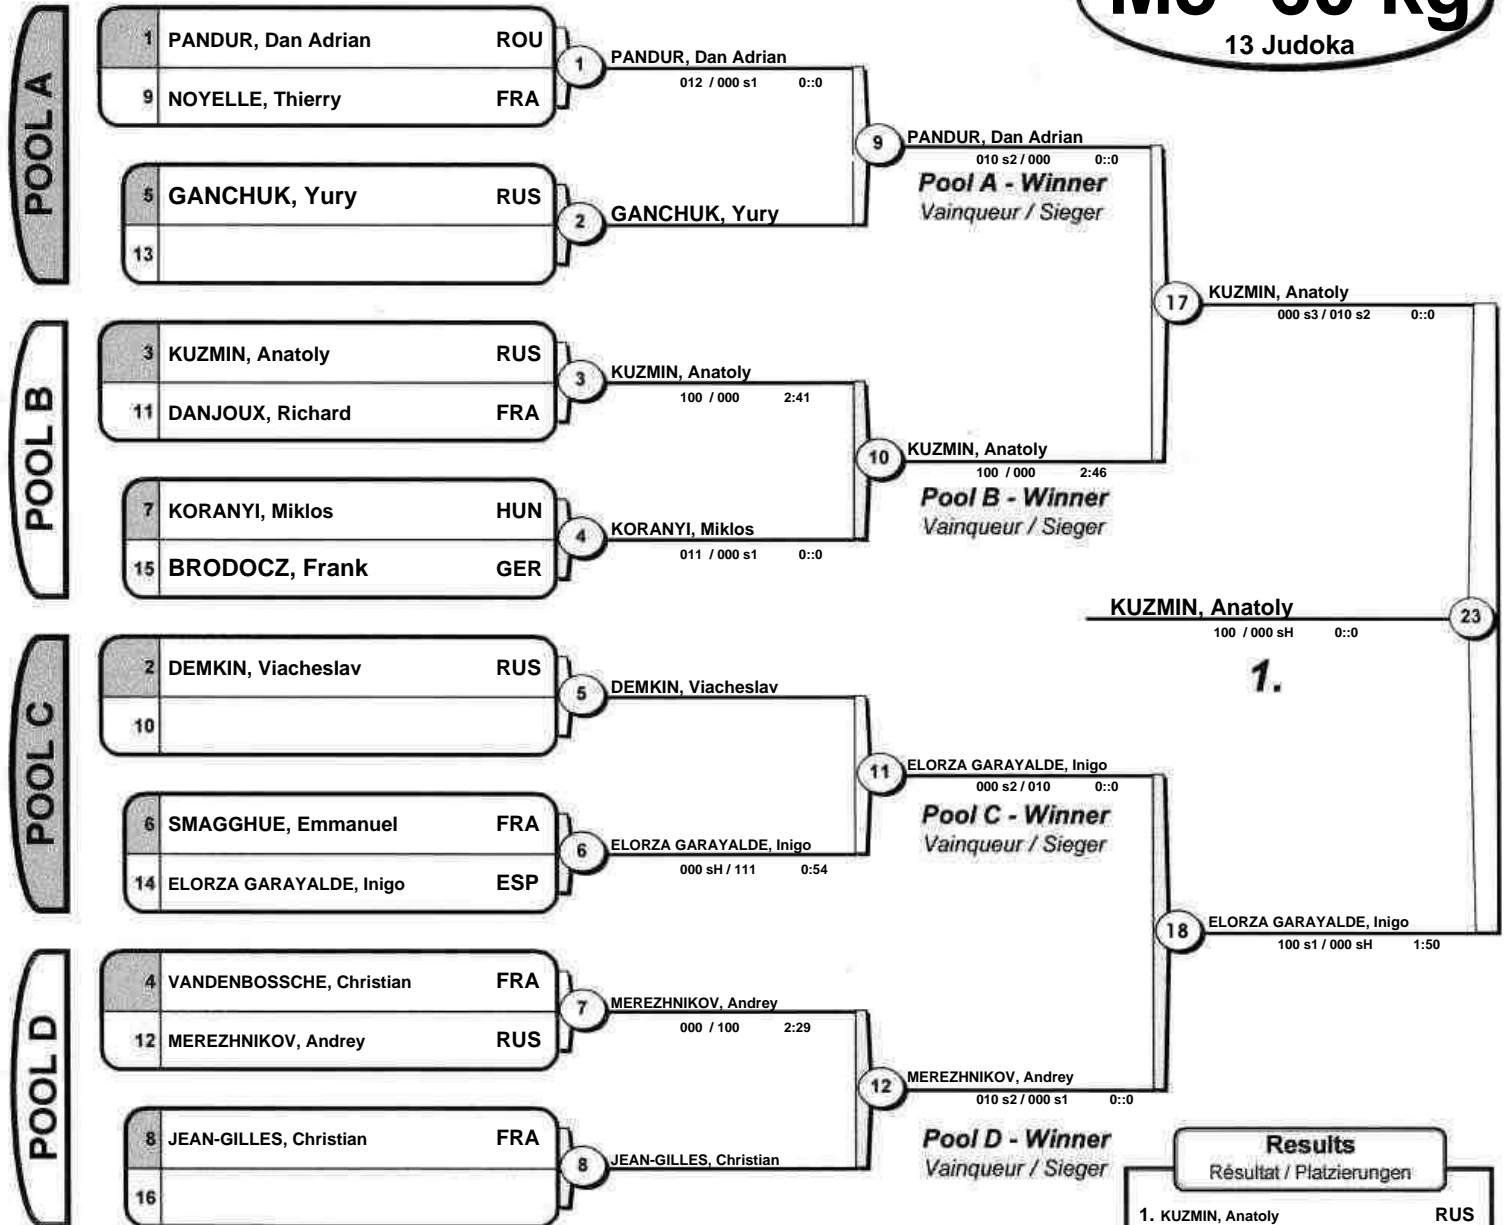 13 Judoka
POOL A
1 PANDUR, Dan Adrian ROU
9 NOYELLE, Thierry FRA
1 PANDUR, Dan Adrian
012 / 000 s1 0::0
5 GANCHUK, Yury RUS
13
2 GANCHUK, Yury
9 PANDUR, Dan Adrian
010 s2 / 000 0::0
Pool A - Winner
Vainqueur / Sieger
POOL B
3 KUZMIN, Anatoly RUS
11 DANJOUX, Richard FRA
3 KUZMIN, Anatoly
100 / 000 2:41
7 KORANYI, Miklos HUN
15 BRODOCZ, Frank GER
4 KORANYI, Miklos
011 / 000 s1 0::0
10 KUZMIN, Anatoly
100 / 000 2:46
Pool B - Winner
Vainqueur / Sieger
17 KUZMIN, Anatoly
000 s3 / 010 s2 0::0
KUZMIN, Anatoly 23
100 / 000 sH 0::0
1.
POOL C
2 DEMKIN, Viacheslav RUS
10
5 DEMKIN, Viacheslav
6 SMAGGHUE, Emmanuel FRA
14 ELORZA GARAYALDE, Inigo ESP
6 ELORZA GARAYALDE, Inigo
000 sH / 111 0:54
11 ELORZA GARAYALDE, Inigo
000 s2 / 010 0::0
Pool C - Winner
Vainqueur / Sieger
18 ELORZA GARAYALDE, Inigo
100 s1 / 000 sH 1:50
POOL D
4 VANDENBOSSCHE, Christian FRA
12 MEREZHNIKOV, Andrey RUS
7 MEREZHNIKOV, Andrey
000 / 100 2:29
8 JEAN-GILLES, Christian FRA
16
8 JEAN-GILLES, Christian
12 MEREZHNIKOV, Andrey
010 s2 / 000 s1 0::0
Pool D - Winner
Vainqueur / Sieger
Results
Résultat / Platzierungen
1. KUZMIN, Anatoly RUS